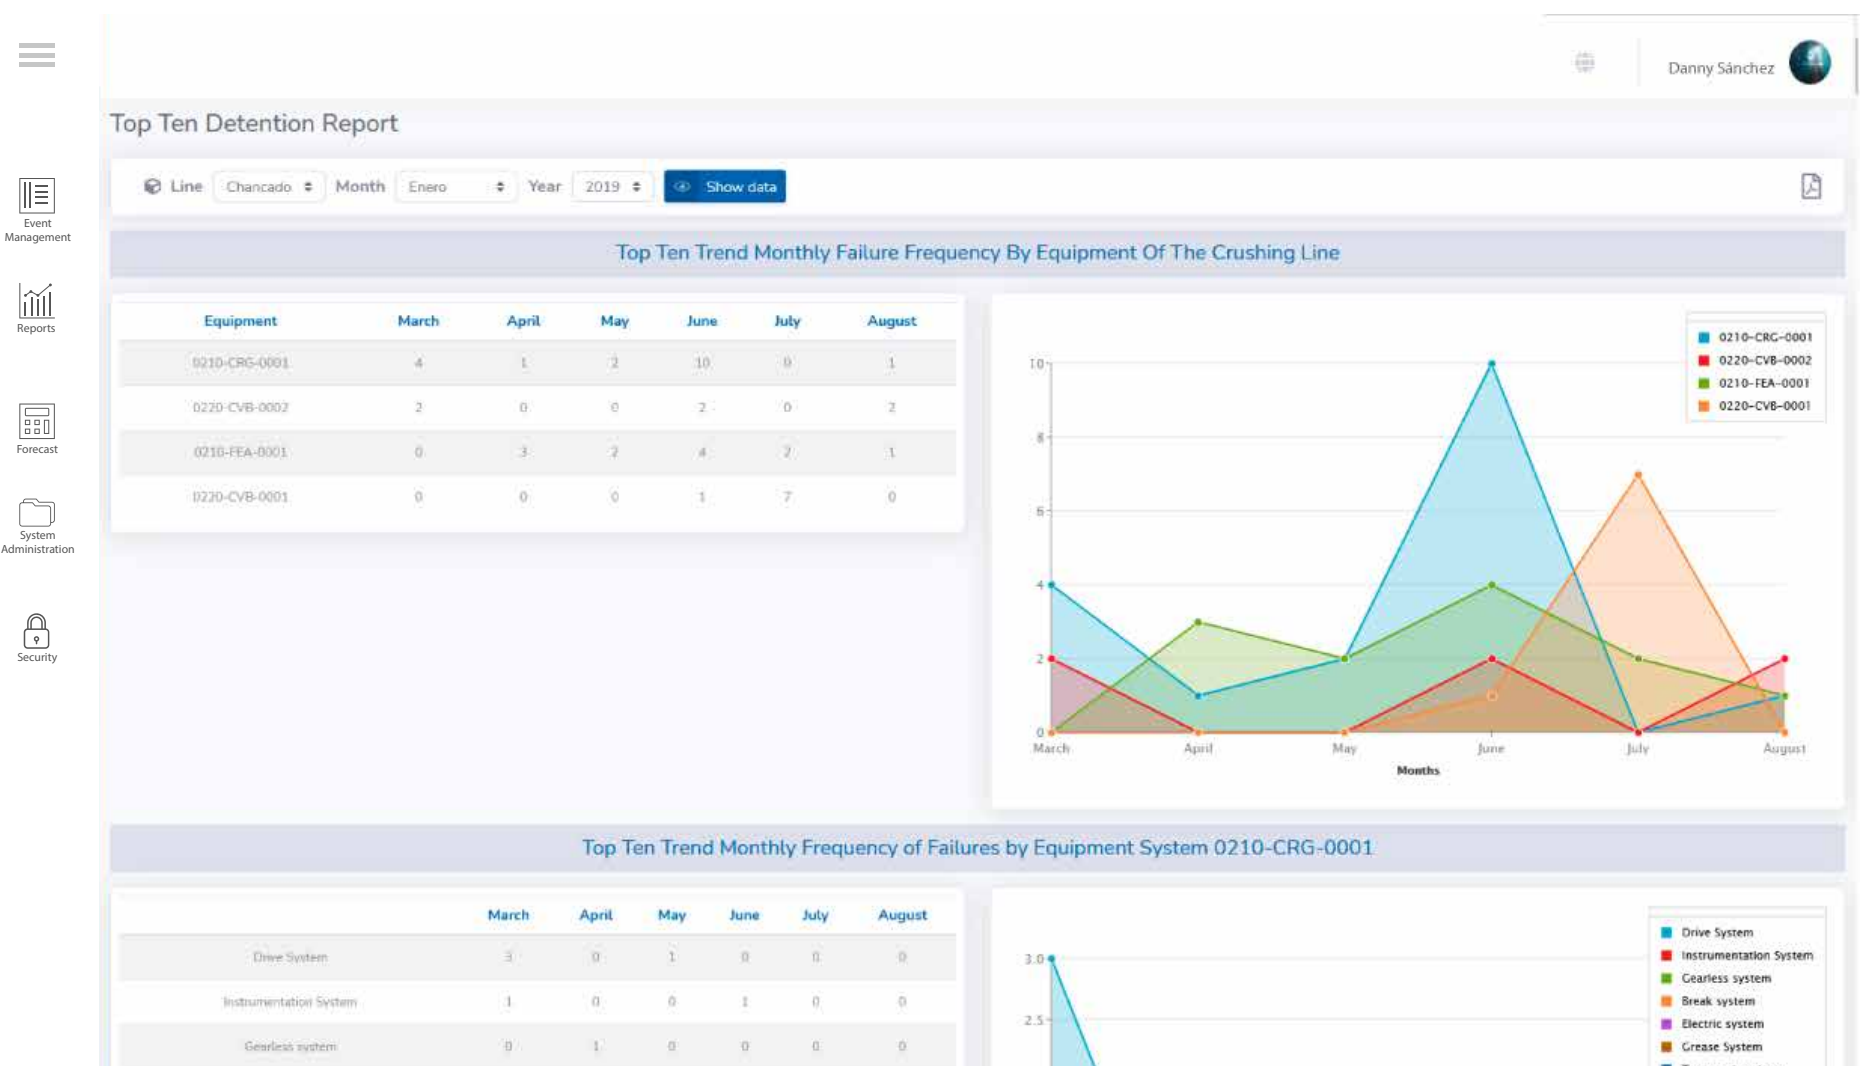 Danny Sánchez
Top Ten Detention Report
Line Chancado Month Enero Year 2019 Show data
Event
Management
Reports
Forecast
System
Administration
Security
Top Ten Trend Monthly Failure Frequency By Equipment Of The Crushing Line
Equipment March April May June July August
0210-CRG-0001 4 1 2 10 0 1
0220-CVB-0002 2 0 0 2 0 2
0210-FEA-0001 0 3 2 4 2 1
0220-CVB-0001 0 0 0 1 7 0
0210-CRG-0001
0220-CVB-0002
0210-FEA-0001
0220-CVB-0001
10
8
6
4
2
0
March April May June July August
Months
Top Ten Trend Monthly Frequency of Failures by Equipment System 0210-CRG-0001
March April May June July August
Drive System 3 0 1 0 0 0
Instrumentation System 1 0 0 1 0 0
Gearless system 0 1 0 0 0 0
3.0
2.5
Drive System
Instrumentation System
Gearless system
Break system
Electric system
Grease System